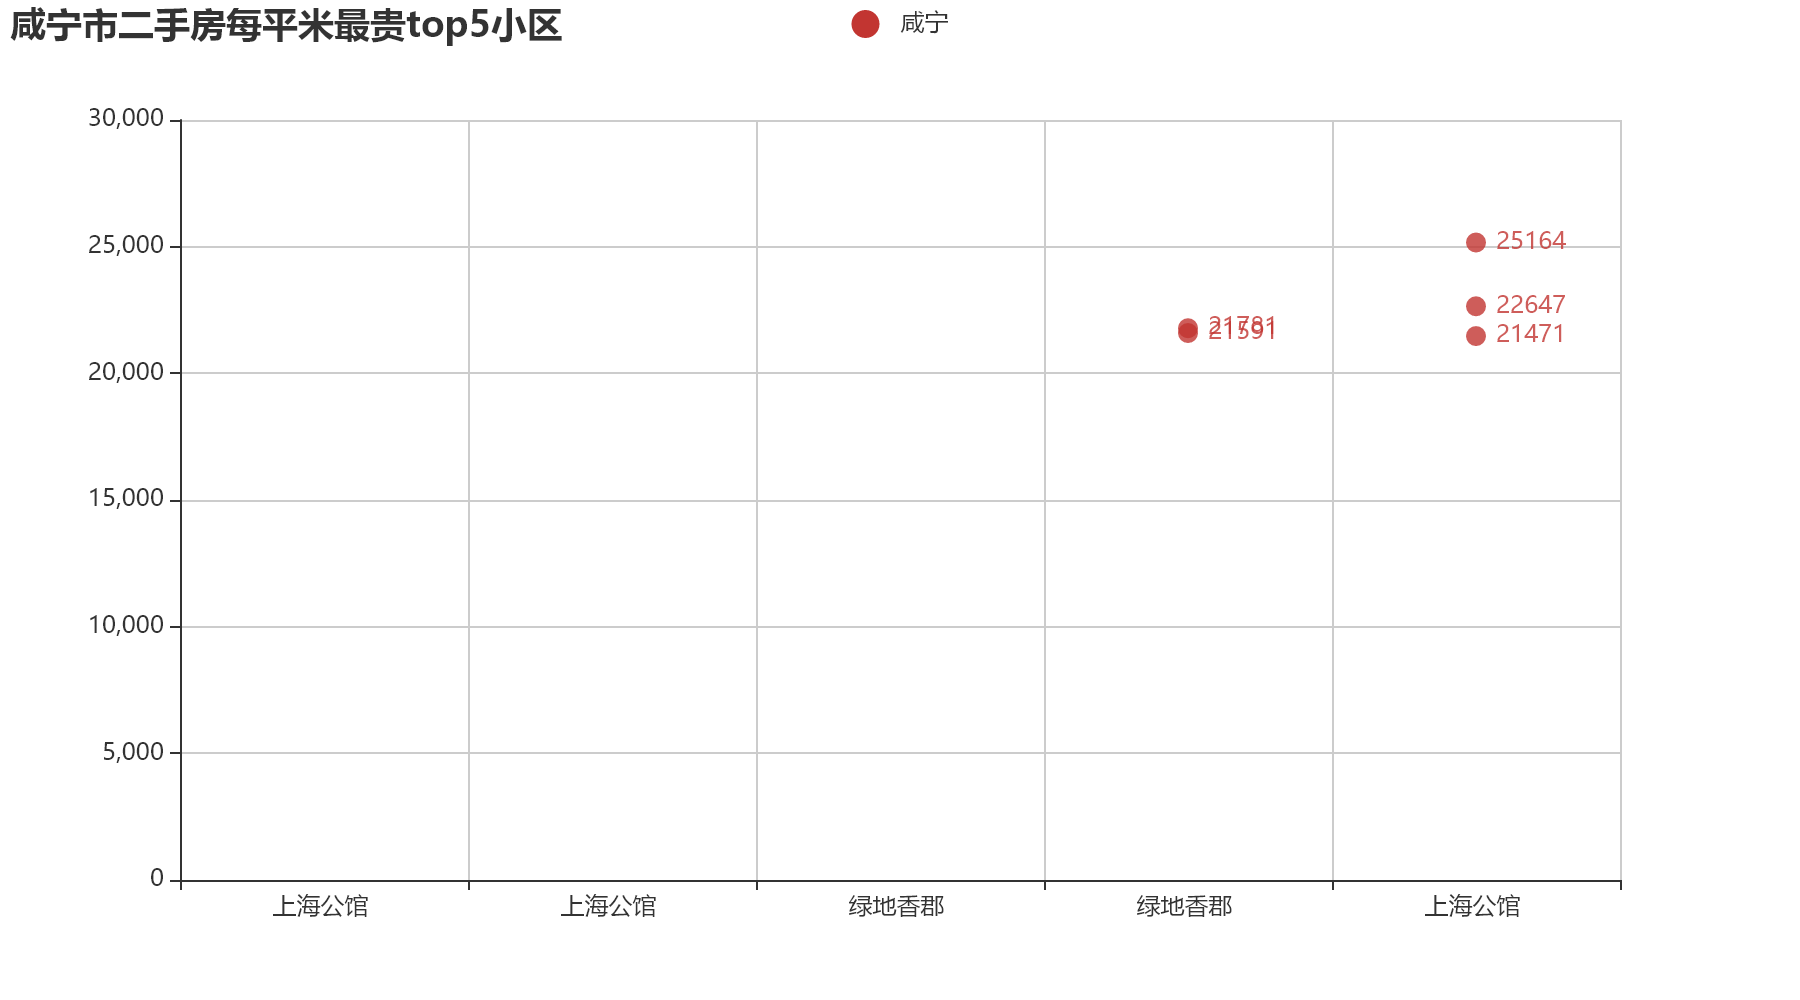 咸宁市二手房每平米最贵top5小区
咸宁
30,000
25,000
20,000
15,000
10,000
5,000
0
25164
22647
21781
21591
21471
上海公馆
上海公馆
绿地香郡
绿地香郡
上海公馆